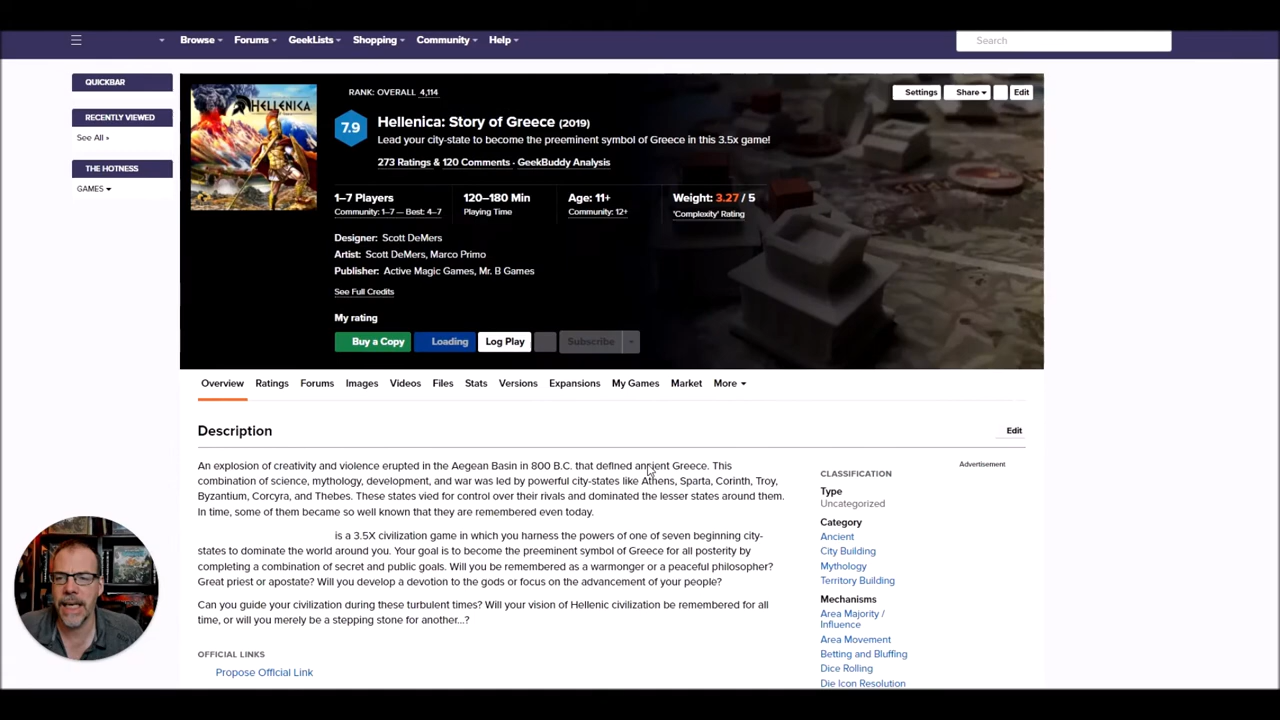 Browse Forums GeekLists Shopping Community Help Search
QUICKBAR
RECENTLY VIEWED
See All »
THE HOTNESS
GAMES
HELLENICA
RANK: OVERALL 4,114
Settings Share Edit
7.9
Hellenica: Story of Greece (2019)
Lead your city-state to become the preeminent symbol of Greece in this 3.5x game!
273 Ratings & 120 Comments · GeekBuddy Analysis
1–7 Players 120–180 Min Age: 11+ Weight: 3.27 / 5
Community: 1–7 — Best: 4–7 Playing Time Community: 12+ 'Complexity' Rating
Designer: Scott DeMers
Artist: Scott DeMers, Marco Primo
Publisher: Active Magic Games, Mr. B Games
See Full Credits
My rating
Buy a Copy Loading Log Play Subscribe
Overview Ratings Forums Images Videos Files Stats Versions Expansions My Games Market More
Description Edit
An explosion of creativity and violence erupted in the Aegean Basin in 800 B.C. that defined ancient Greece. This
combination of science, mythology, development, and war was led by powerful city-states like Athens, Sparta, Corinth, Troy,
Byzantium, Corcyra, and Thebes. These states vied for control over their rivals and dominated the lesser states around them.
In time, some of them became so well known that they are remembered even today.
is a 3.5X civilization game in which you harness the powers of one of seven beginning city-
states to dominate the world around you. Your goal is to become the preeminent symbol of Greece for all posterity by
completing a combination of secret and public goals. Will you be remembered as a warmonger or a peaceful philosopher?
Great priest or apostate? Will you develop a devotion to the gods or focus on the advancement of your people?
Can you guide your civilization during these turbulent times? Will your vision of Hellenic civilization be remembered for all
time, or will you merely be a stepping stone for another...?
OFFICIAL LINKS
Propose Official Link
Advertisement
CLASSIFICATION
Type
Uncategorized
Category
Ancient
City Building
Mythology
Territory Building
Mechanisms
Area Majority /
Influence
Area Movement
Betting and Bluffing
Dice Rolling
Die Icon Resolution